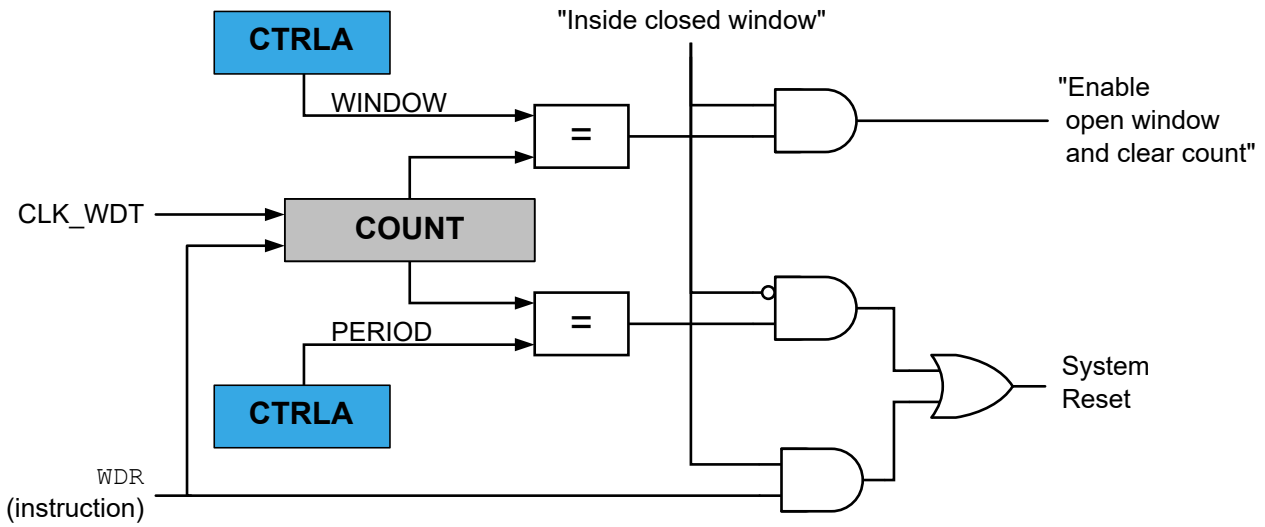 "Inside closed window"
CTRLA
WINDOW
=
"Enable
open window
and clear count"
CLK_WDT
COUNT
=
PERIOD
CTRLA
System
Reset
WDR
(instruction)